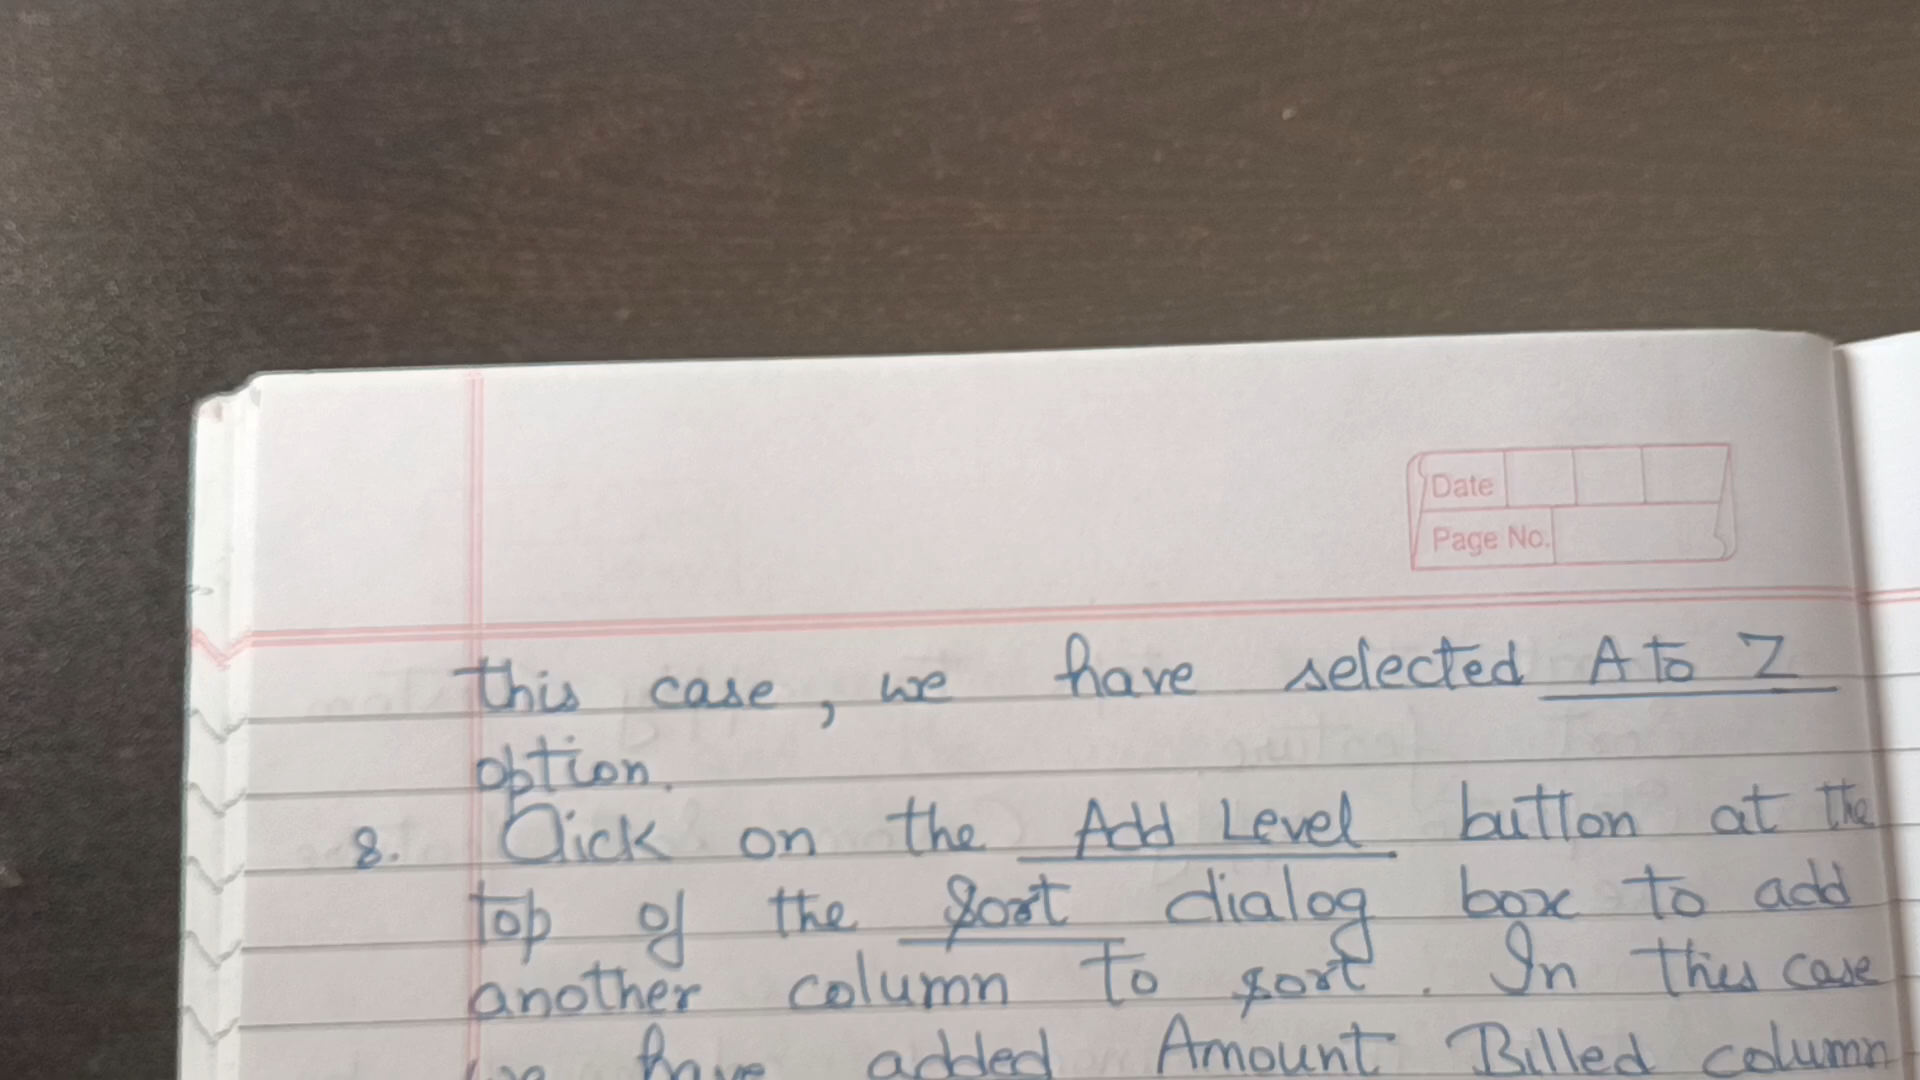 Date
Page No.
this case, we have selected A to Z
option.
8. Click on the Add Level button at the
top of the Sort dialog box to add
another column to sort. In this case
we have added Amount Billed column